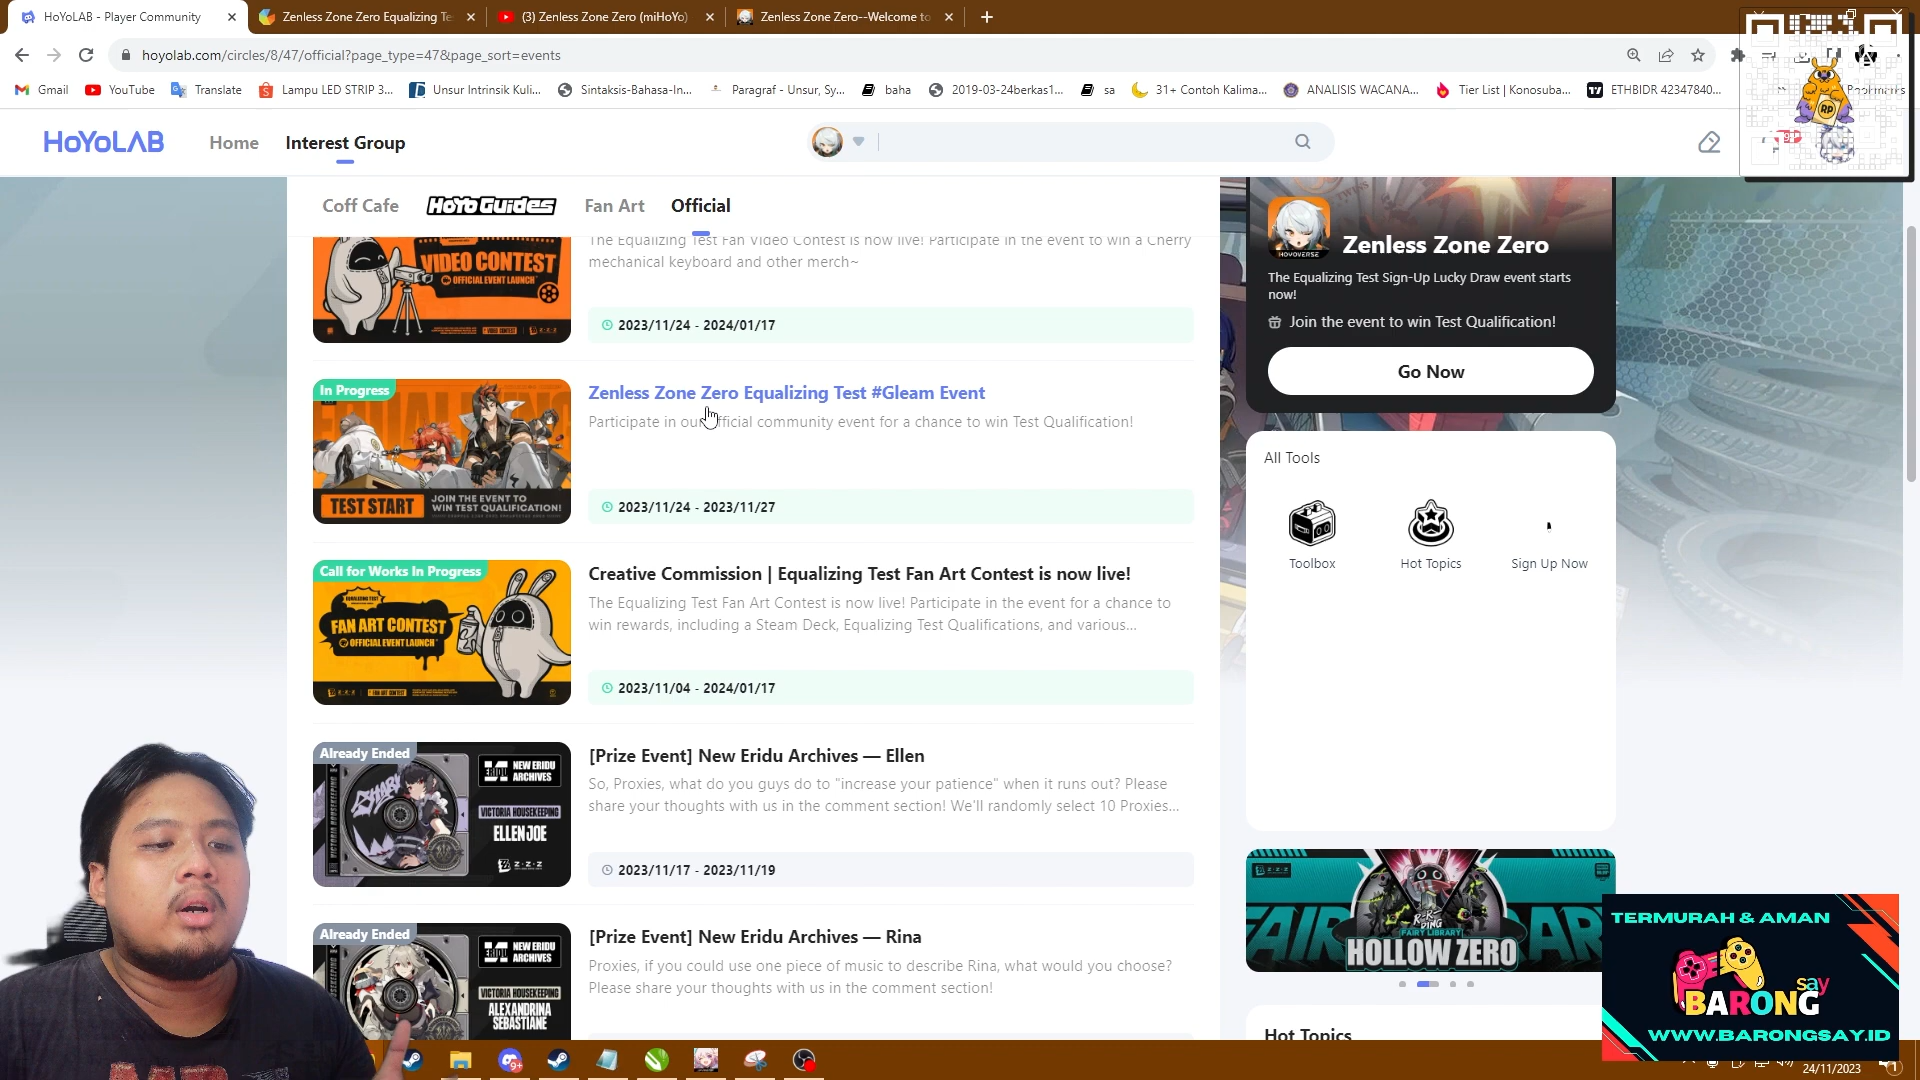 HoYoLAB - Player Community
Zenless Zone Zero Equalizing Te
(3) Zenless Zone Zero (miHoYo)
Zenless Zone Zero--Welcome to
hoyolab.com/circles/8/47/official?page_type=47&page_sort=events
Gmail
YouTube
Translate
Lampu LED STRIP 3...
Unsur Intrinsik Kuli...
Sintaksis-Bahasa-In...
Paragraf - Unsur, Sy...
baha
2019-03-24berkas1...
sa
31+ Contoh Kalima...
ANALISIS WACANA...
Tier List | Konosuba...
ETHBIDR 42347840...
RP
HoYoLAB
Home
Interest Group
Coff Cafe
HoYo Guides
Fan Art
Official
The Equalizing Test Fan Video Contest is now live! Participate in the event to win a Cherry
mechanical keyboard and other merch~
VIDEO CONTEST
OFFICIAL EVENT LAUNCH
2023/11/24 - 2024/01/17
In Progress
Zenless Zone Zero Equalizing Test #Gleam Event
Participate in our official community event for a chance to win Test Qualification!
TEST START
JOIN THE EVENT TO
WIN TEST QUALIFICATION!
2023/11/24 - 2023/11/27
Call for Works In Progress
Creative Commission | Equalizing Test Fan Art Contest is now live!
The Equalizing Test Fan Art Contest is now live! Participate in the event for a chance to
win rewards, including a Steam Deck, Equalizing Test Qualifications, and various...
FAN ART CONTEST
OFFICIAL EVENT LAUNCH
2023/11/04 - 2024/01/17
Already Ended
[Prize Event] New Eridu Archives — Ellen
So, Proxies, what do you guys do to "increase your patience" when it runs out? Please
share your thoughts with us in the comment section! We'll randomly select 10 Proxies...
NEW ERIDU
ARCHIVES
VICTORIA HOUSEKEEPING
ELLEN JOE
Z·Z·Z
2023/11/17 - 2023/11/19
Already Ended
[Prize Event] New Eridu Archives — Rina
Proxies, if you could use one piece of music to describe Rina, what would you choose?
Please share your thoughts with us in the comment section!
NEW ERIDU
ARCHIVES
VICTORIA HOUSEKEEPING
ALEXANDRINA
SEBASTIANE
HOYOVERSE
Zenless Zone Zero
The Equalizing Test Sign-Up Lucky Draw event starts
now!
Join the event to win Test Qualification!
Go Now
All Tools
Toolbox
Hot Topics
Sign Up Now
FAIRY LIBRARY
HOLLOW ZERO
Hot Topics
TERMURAH & AMAN
BARONG
say
WWW.BARONGSAY.ID
24/11/2023